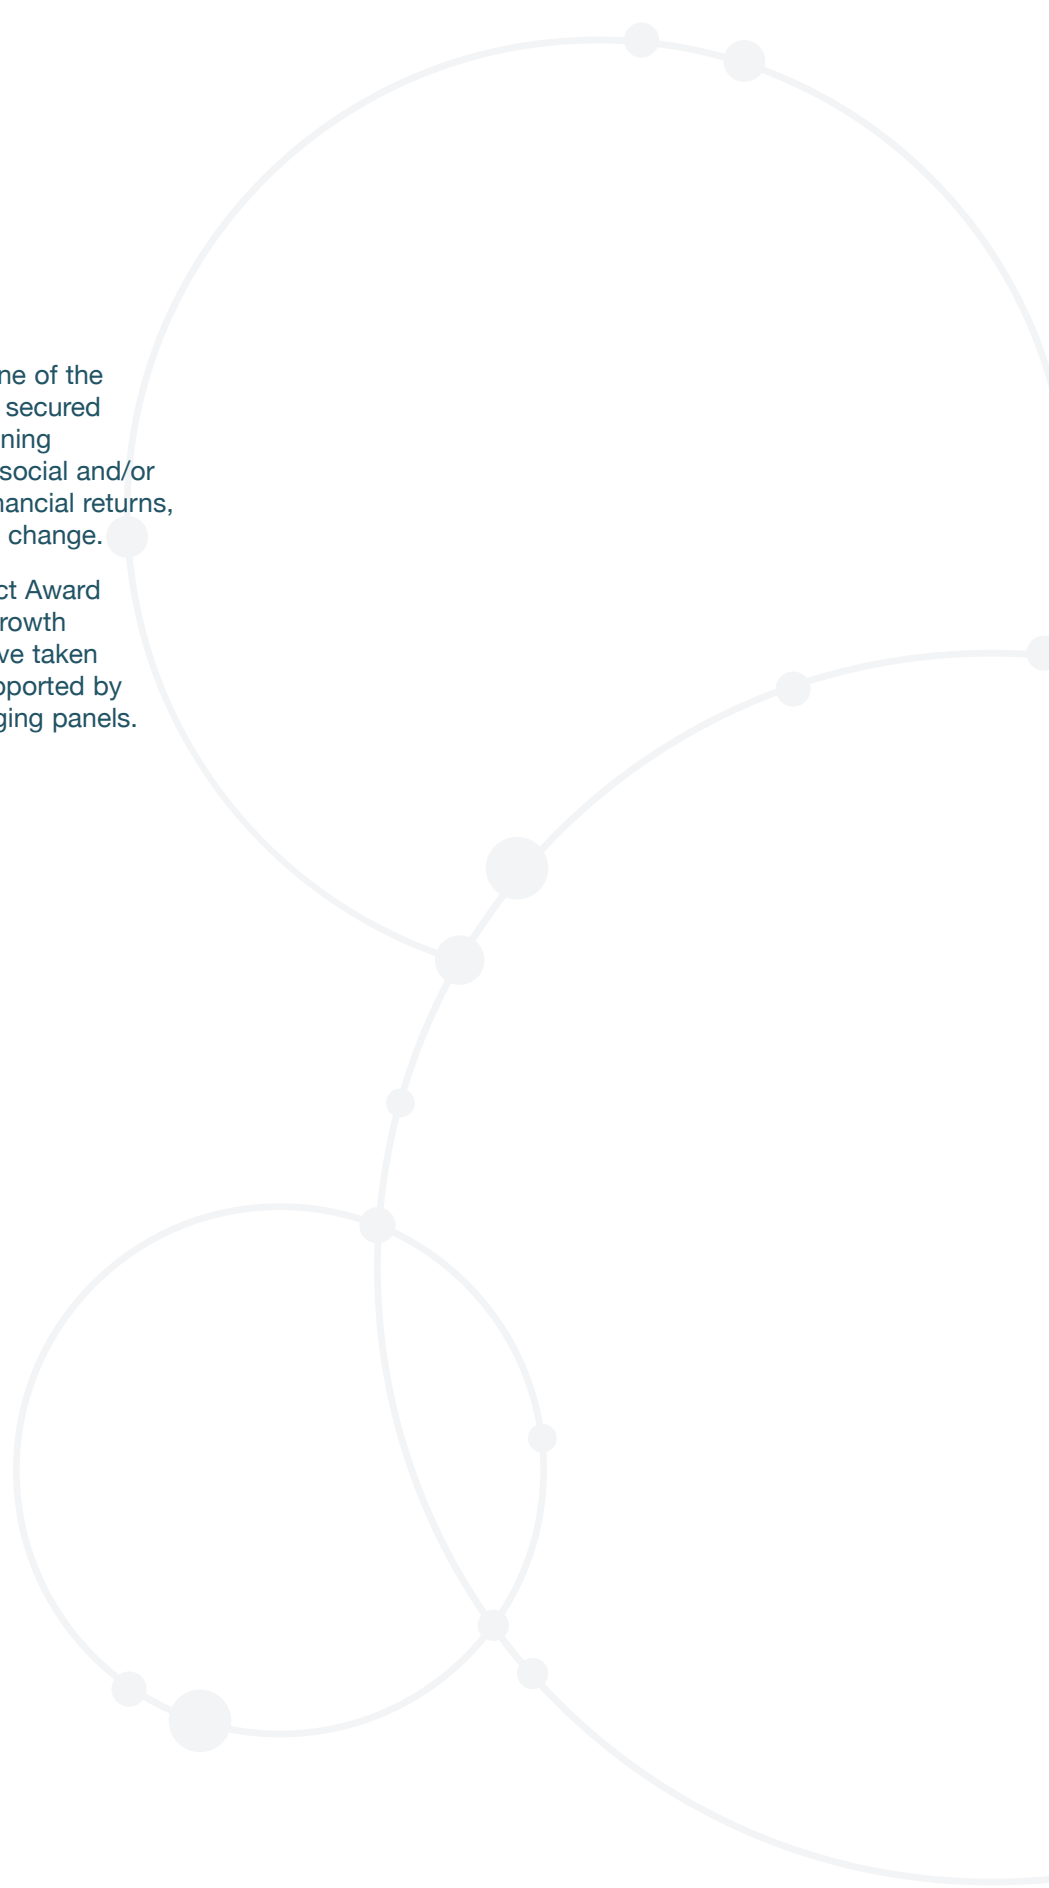 ne of the
secured
ning
social and/or
nancial returns,
change.
ct Award
rowth
ve taken
pported by
ging panels.